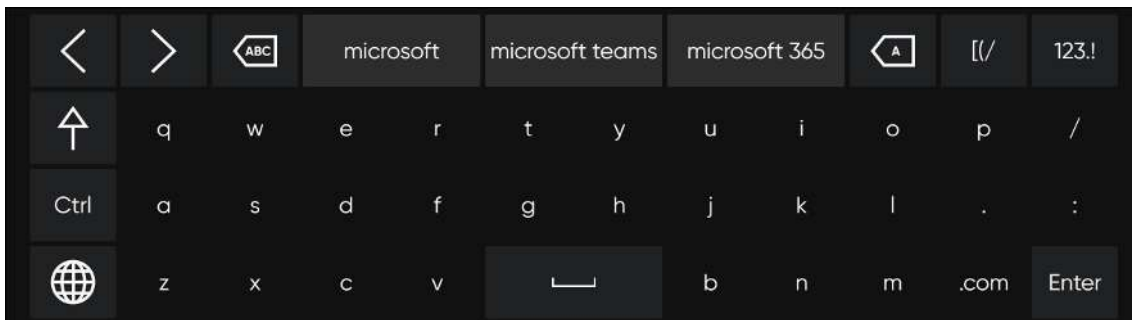 ABC microsoft microsoft teams microsoft 365 A [(/ 123.!
q w e r t y u i o p /
Ctrl a s d f g h j k l . :
z x c v b n m .com Enter